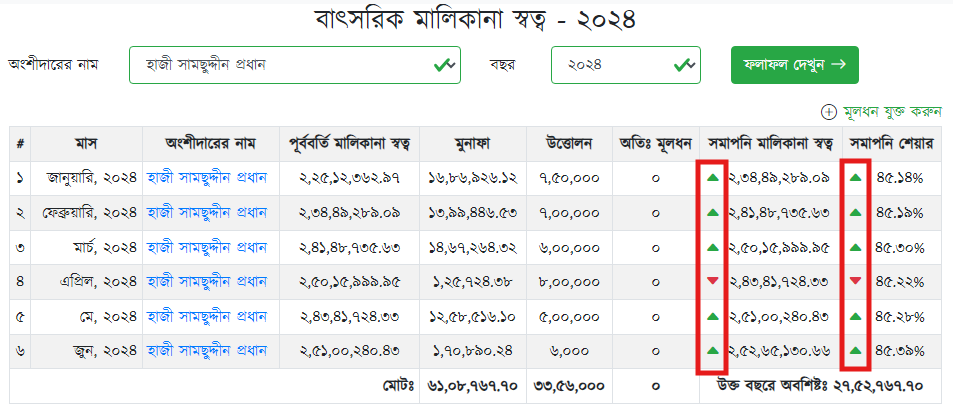 বাৎসরিক মালিকানা স্বত্ব - ২০২৪
অংশীদারের নাম হাজী সামছুদ্দীন প্রধান বছর ২০২৪ ফলাফল দেখুন →
মূলধন যুক্ত করুন
# মাস অংশীদারের নাম পূর্ববর্তি মালিকানা স্বত্ব মুনাফা উত্তোলন অতিঃ মূলধন সমাপনি মালিকানা স্বত্ব সমাপনি শেয়ার
১ জানুয়ারি, ২০২৪ হাজী সামছুদ্দীন প্রধান ২,২৫,১২,৩৬২.৯৭ ১৬,৮৬,৯২৬.১২ ৭,৫০,০০০ ০ ২,৩৪,৪৯,২৮৯.০৯ ৪৫.১৪%
২ ফেব্রুয়ারি, ২০২৪ হাজী সামছুদ্দীন প্রধান ২,৩৪,৪৯,২৮৯.০৯ ১৩,৯৯,৪৪৬.৫৩ ৭,০০,০০০ ০ ২,৪১,৪৮,৭৩৫.৬৩ ৪৫.১৯%
৩ মার্চ, ২০২৪ হাজী সামছুদ্দীন প্রধান ২,৪১,৪৮,৭৩৫.৬৩ ১৪,৬৭,২৬৪.৩২ ৬,০০,০০০ ০ ২,৫০,১৫,৯৯৯.৯৫ ৪৫.৩০%
৪ এপ্রিল, ২০২৪ হাজী সামছুদ্দীন প্রধান ২,৫০,১৫,৯৯৯.৯৫ ১,২৫,৭২৪.৩৮ ৮,০০,০০০ ০ ২,৪৩,৪১,৭২৪.৩৩ ৪৫.২২%
৫ মে, ২০২৪ হাজী সামছুদ্দীন প্রধান ২,৪৩,৪১,৭২৪.৩৩ ১২,৫৮,৫১৬.১০ ৫,০০,০০০ ০ ২,৫১,০০,২৪০.৪৩ ৪৫.২৮%
৬ জুন, ২০২৪ হাজী সামছুদ্দীন প্রধান ২,৫১,০০,২৪০.৪৩ ১,৭০,৮৯০.২৪ ৬,০০০ ০ ২,৫২,৬৫,১৩০.৬৬ ৪৫.৩৯%
মোটঃ ৬১,০৮,৭৬৭.৭০ ৩৩,৫৬,০০০ ০ উক্ত বছরে অবশিষ্টঃ ২৭,৫২,৭৬৭.৭০